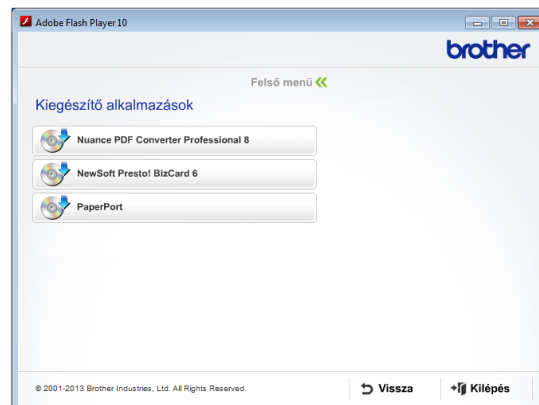 Adobe Flash Player 10
brother
Felső menü
Kiegészítő alkalmazások
Nuance PDF Converter Professional 8
NewSoft Presto! BizCard 6
PaperPort
© 2001-2013 Brother Industries, Ltd. All Rights Reserved.
Vissza
Kilépés